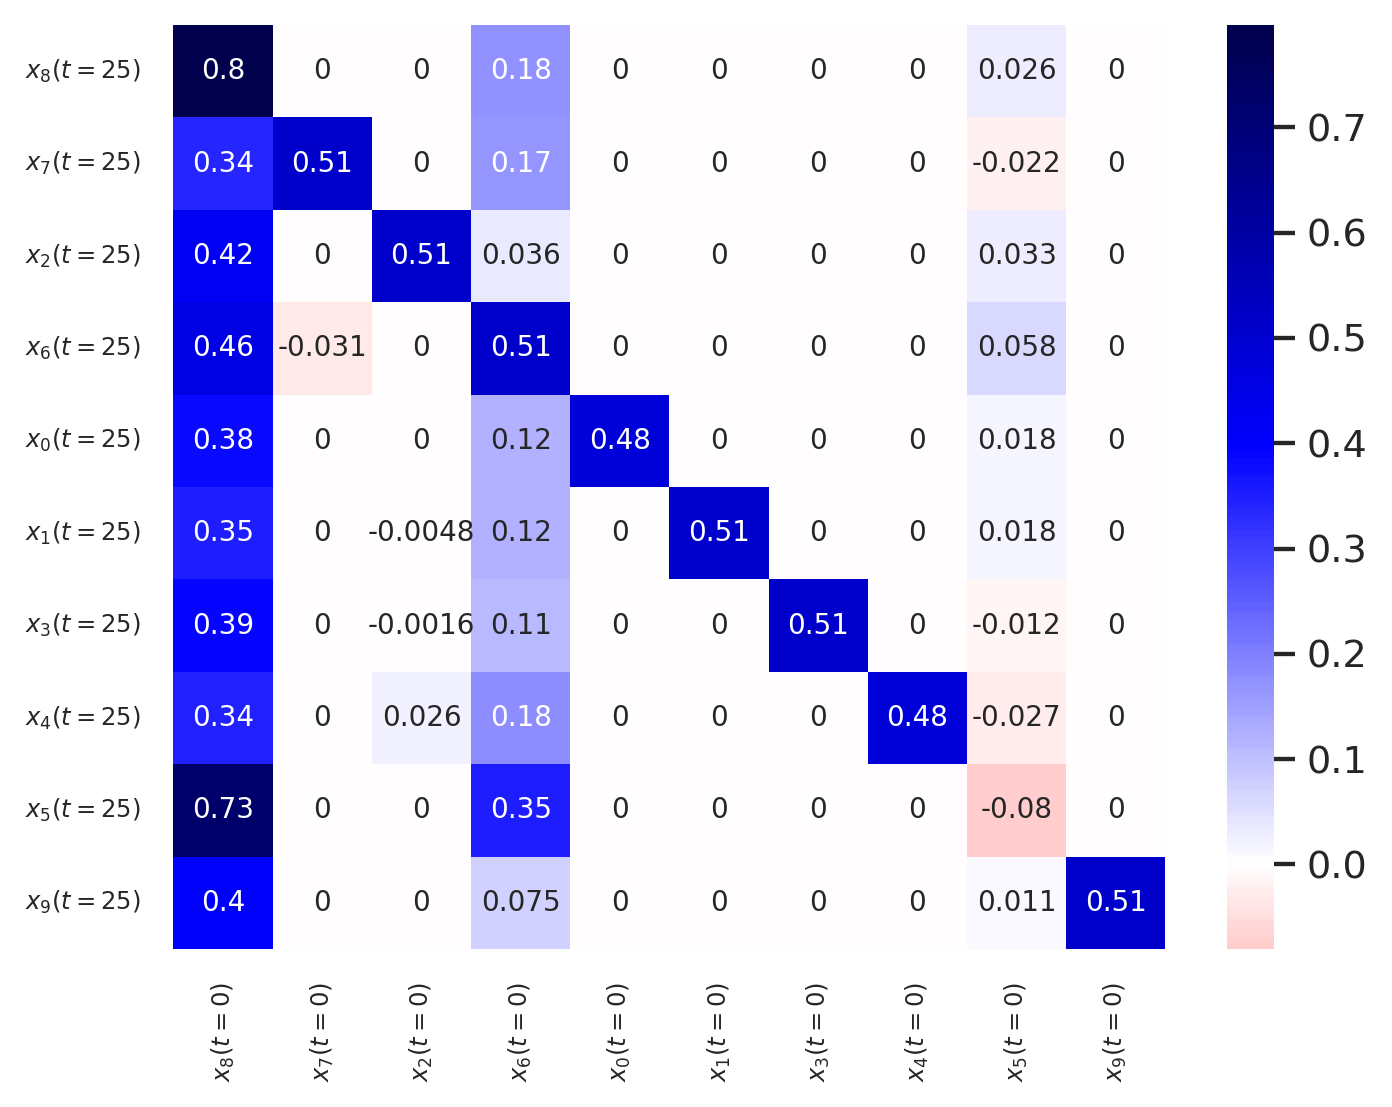 x₈(t = 25) 0.8 0 0 0.18 0 0 0 0 0.026 0
x₇(t = 25) 0.34 0.51 0 0.17 0 0 0 0 -0.022 0
x₂(t = 25) 0.42 0 0.51 0.036 0 0 0 0 0.033 0
x₆(t = 25) 0.46 -0.031 0 0.51 0 0 0 0 0.058 0
x₀(t = 25) 0.38 0 0 0.12 0.48 0 0 0 0.018 0
x₁(t = 25) 0.35 0 -0.0048 0.12 0 0.51 0 0 0.018 0
x₃(t = 25) 0.39 0 -0.0016 0.11 0 0 0.51 0 -0.012 0
x₄(t = 25) 0.34 0 0.026 0.18 0 0 0 0.48 -0.027 0
x₅(t = 25) 0.73 0 0 0.35 0 0 0 0 -0.08 0
x₉(t = 25) 0.4 0 0 0.075 0 0 0 0 0.011 0.51
x₈(t = 0)
x₇(t = 0)
x₂(t = 0)
x₆(t = 0)
x₀(t = 0)
x₁(t = 0)
x₃(t = 0)
x₄(t = 0)
x₅(t = 0)
x₉(t = 0)
0.7
0.6
0.5
0.4
0.3
0.2
0.1
0.0